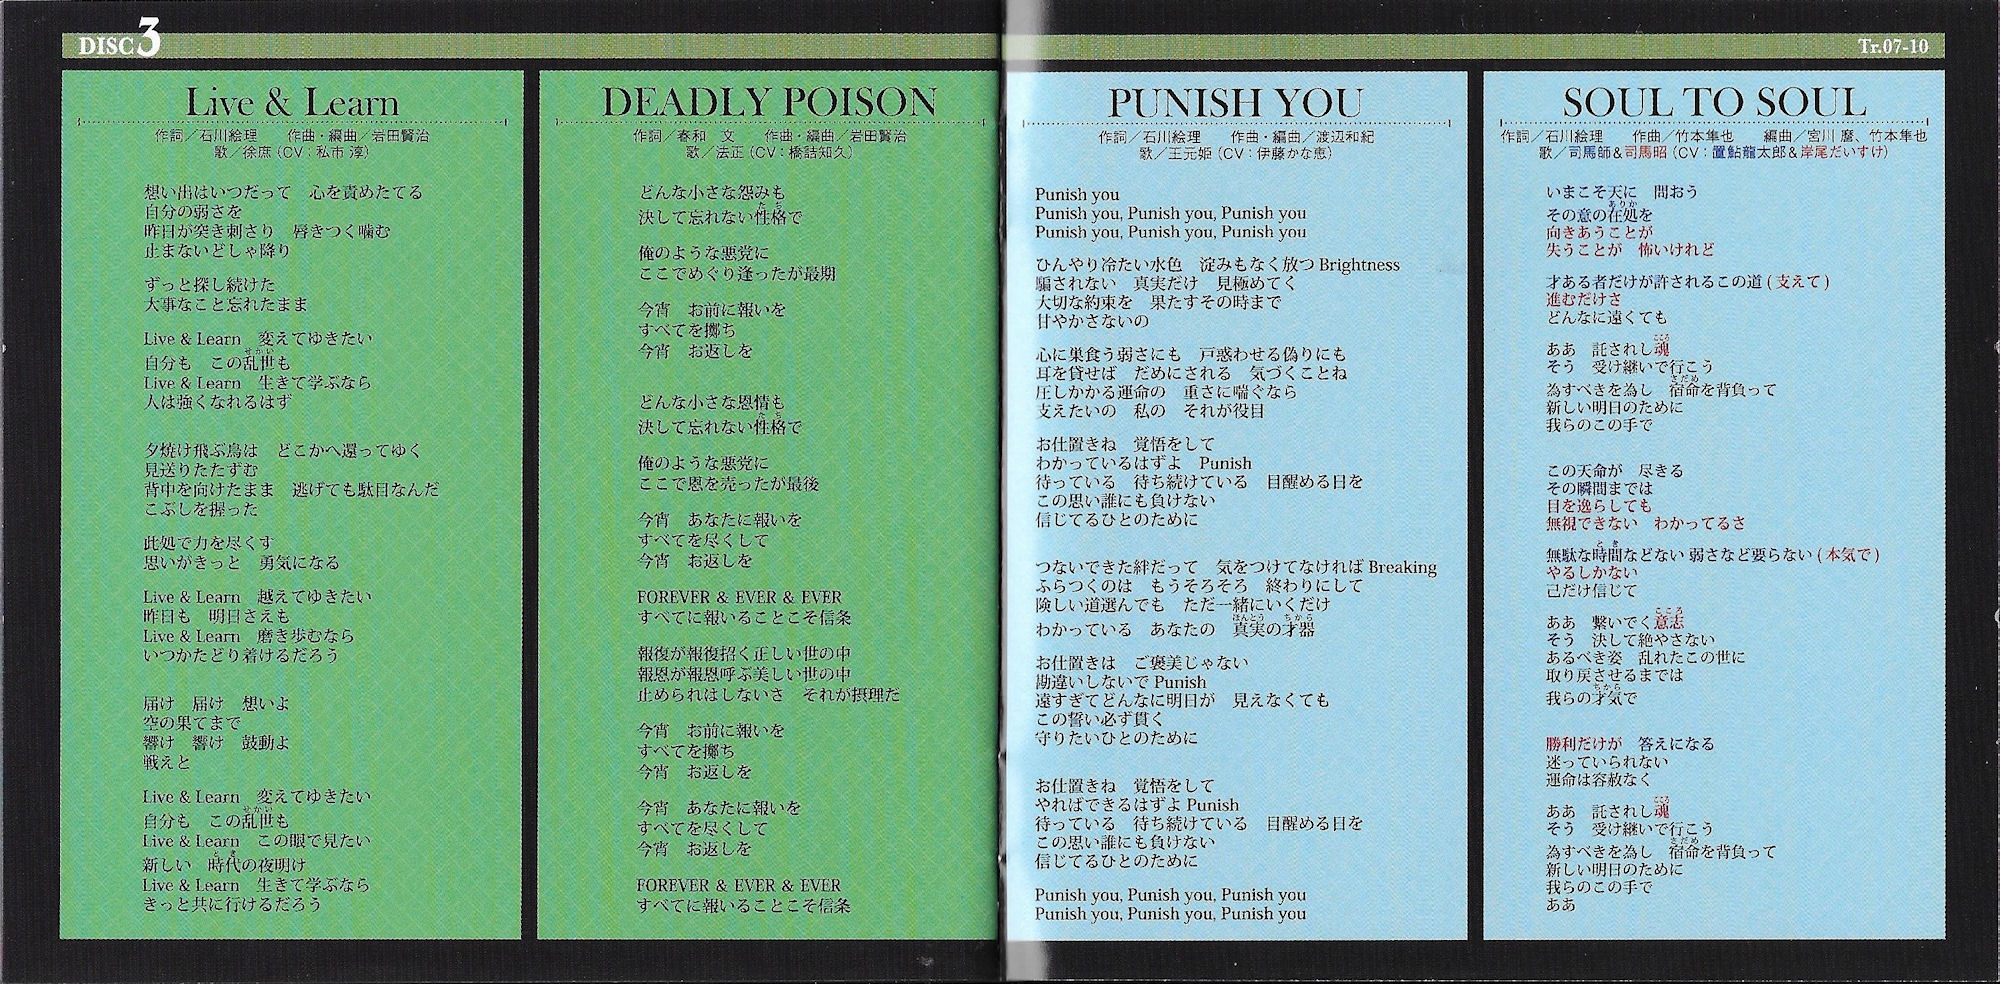 DISC3
Tr.07-10
Live & Learn
作詞／石川絵理　作曲・編曲／岩田賢治
歌／徐庶（CV：私市 淳）
想い出はいつだって　心を責めたてる
自分の弱さを
昨日が突き刺さり　唇きつく噛む
止まないどしゃ降り
ずっと探し続けた
大事なこと忘れたまま
Live & Learn　変えてゆきたい
せかい
自分も　この乱世も
Live & Learn　生きて学ぶなら
人は強くなれるはず
夕焼け飛ぶ鳥は　どこかへ還ってゆく
見送りたたずむ
背中を向けたまま　逃げても駄目なんだ
こぶしを握った
此処で力を尽くす
思いがきっと　勇気になる
Live & Learn　越えてゆきたい
昨日も　明日さえも
Live & Learn　磨き歩むなら
いつかたどり着けるだろう
届け　届け　想いよ
空の果てまで
響け　響け　鼓動よ
戦えと
Live & Learn　変えてゆきたい
せかい
自分も　この乱世も
Live & Learn　この眼で見たい
とき
新しい　時代の夜明け
Live & Learn　生きて学ぶなら
きっと共に行けるだろう
DEADLY POISON
作詞／春和　文　作曲・編曲／岩田賢治
歌／法正（CV：橋詰知久）
どんな小さな怨みも
たち
決して忘れない性格で
俺のような悪党に
ここでめぐり逢ったが最期
今宵　お前に報いを
すべてを擲ち
今宵　お返しを
どんな小さな恩情も
たち
決して忘れない性格で
俺のような悪党に
ここで恩を売ったが最後
今宵　あなたに報いを
すべてを尽くして
今宵　お返しを
FOREVER & EVER & EVER
すべてに報いることこそ信条
報復が報復招く正しい世の中
報恩が報恩呼ぶ美しい世の中
止められはしないさ　それが摂理だ
今宵　お前に報いを
すべてを擲ち
今宵　お返しを
今宵　あなたに報いを
すべてを尽くして
今宵　お返しを
FOREVER & EVER & EVER
すべてに報いることこそ信条
PUNISH YOU
作詞／石川絵理　作曲・編曲／渡辺和紀
歌／王元姫（CV：伊藤かな恵）
Punish you
Punish you, Punish you, Punish you
Punish you, Punish you, Punish you
ひんやり冷たい水色　淀みもなく放つ Brightness
騙されない　真実だけ　見極めてく
大切な約束を　果たすその時まで
甘やかさないの
心に巣食う弱さにも　戸惑わせる偽りにも
耳を貸せば　だめにされる　気づくことね
圧しかかる運命の　重さに喘ぐなら
支えたいの　私の　それが役目
お仕置きね　覚悟をして
わかっているはずよ　Punish
待っている　待ち続けている　目醒める日を
この思い誰にも負けない
信じてるひとのために
つないできた絆だって　気をつけてなければ Breaking
ふらつくのは　もうそろそろ　終わりにして
険しい道選んでも　ただ一緒にいくだけ
ほんとう　ちから
わかっている　あなたの　真実の才器
お仕置きは　ご褒美じゃない
勘違いしないで Punish
遠すぎてどんなに明日が　見えなくても
この誓い必ず貫く
守りたいひとのために
お仕置きね　覚悟をして
やればできるはずよ Punish
待っている　待ち続けている　目醒める日を
この思い誰にも負けない
信じてるひとのために
Punish you, Punish you, Punish you
Punish you, Punish you, Punish you
SOUL TO SOUL
作詞／石川絵理　作曲／竹本隼也　編曲／宮川 麿、竹本隼也
歌／司馬師＆司馬昭（CV：置鮎龍太郎＆岸尾だいすけ）
いまこそ天に　問おう
ありか
その意の在処を
向きあうことが
失うことが　怖いけれど
才ある者だけが許されるこの道（支えて）
進むだけさ
どんなに遠くても
こころ
ああ　託されし魂
そう　受け継いで行こう
さだめ
為すべきを為し　宿命を背負って
新しい明日のために
我らのこの手で
この天命が　尽きる
その瞬間までは
目を逸らしても
無視できない　わかってるさ
とき
無駄な時間などない 弱さなど要らない（本気で）
やるしかない
己だけ信じて
こころ
ああ　繋いでく意志
そう　決して絶やさない
あるべき姿　乱れたこの世に
取り戻させるまでは
ちから
我らの才気で
勝利だけが　答えになる
迷っていられない
運命は容赦なく
こころ
ああ　託されし魂
そう　受け継いで行こう
さだめ
為すべきを為し　宿命を背負って
新しい明日のために
我らのこの手で
ああ